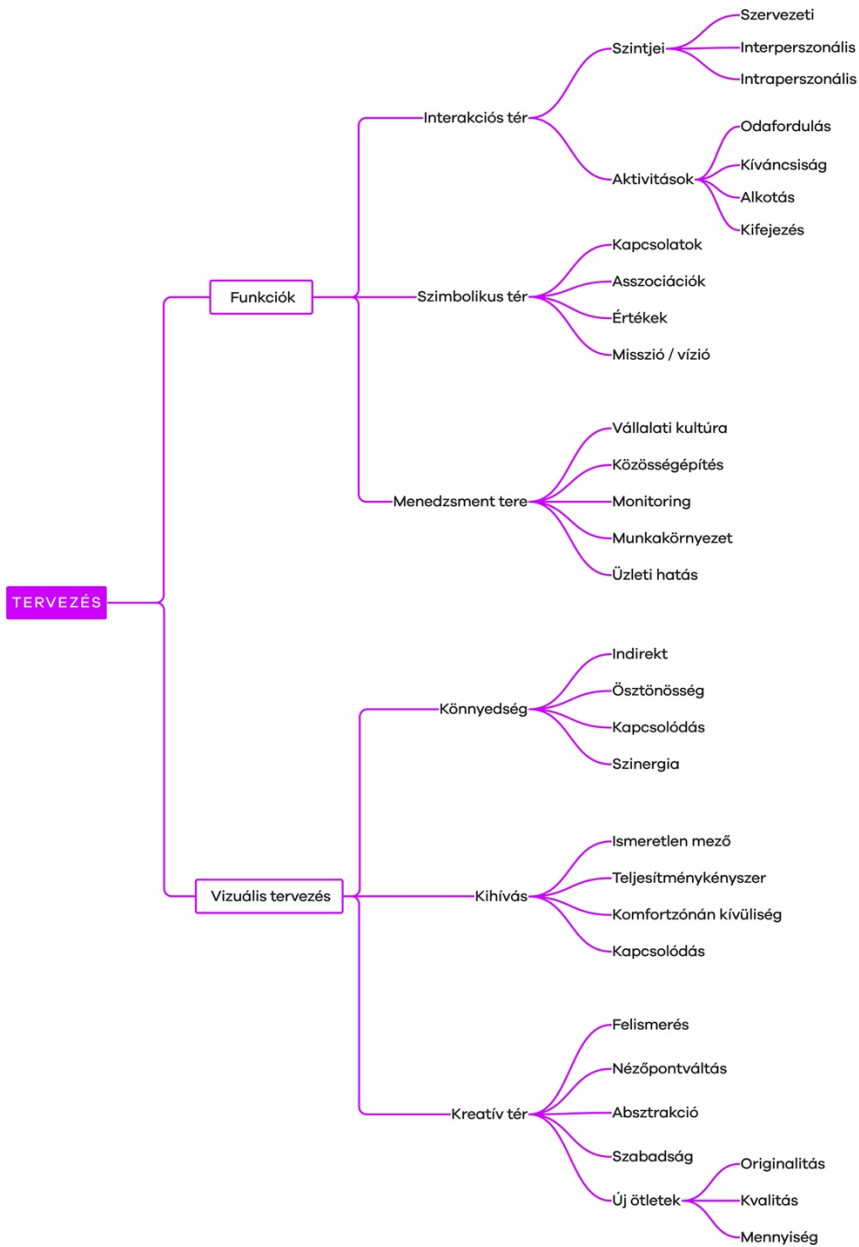 TERVEZÉS
Funkciók
Interakciós tér
Szintjei
Szervezeti
Interperszonális
Intraperszonális
Aktivitások
Odafordulás
Kíváncsiság
Alkotás
Kifejezés
Szimbolikus tér
Kapcsolatok
Asszociációk
Értékek
Misszió / vízió
Menedzsment tere
Vállalati kultúra
Közösségépítés
Monitoring
Munkakörnyezet
Üzleti hatás
Vizuális tervezés
Könnyedség
Indirekt
Ösztönösség
Kapcsolódás
Szinergia
Kihívás
Ismeretlen mező
Teljesítménykényszer
Komfortzónán kívüliség
Kapcsolódás
Kreatív tér
Felismerés
Nézőpontváltás
Absztrakció
Szabadság
Új ötletek
Originalitás
Kvalitás
Mennyiség